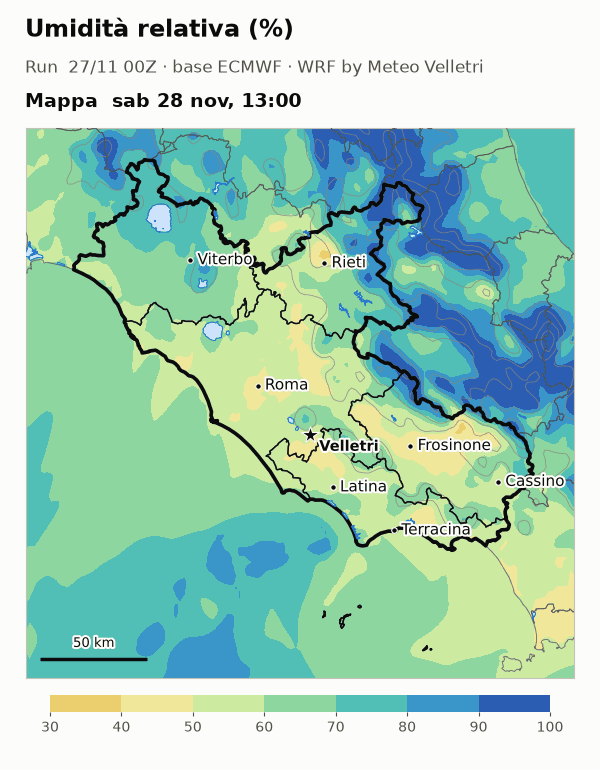 Umidità relativa (%)
Run  27/11 00Z · base ECMWF · WRF by Meteo Velletri
Mappa  sab 28 nov, 13:00
Viterbo
Rieti
Roma
Velletri
Frosinone
Cassino
Latina
Terracina
50 km
30 40 50 60 70 80 90 100